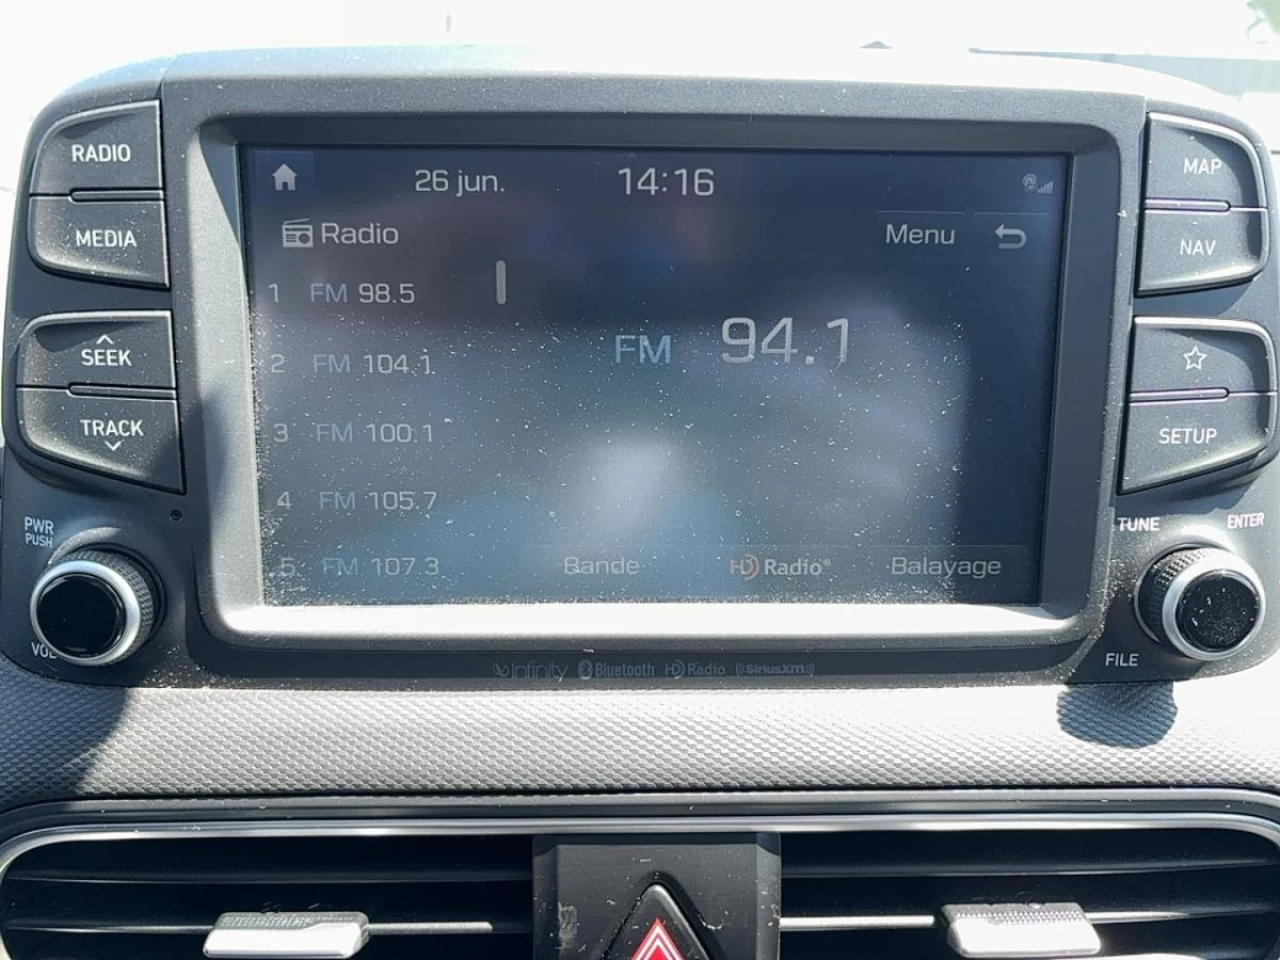 RADIO
MEDIA
SEEK
TRACK
PWR
PUSH
VOL
26 jun. 14:16
Radio Menu
1 FM 98.5
2 FM 104.1
3 FM 100.1
4 FM 105.7
5 FM 107.3
FM 94.1
Bande HD Radio® Balayage
MAP
NAV
SETUP
TUNE ENTER
FILE
Infinity Bluetooth HD Radio ((SiriusXM))